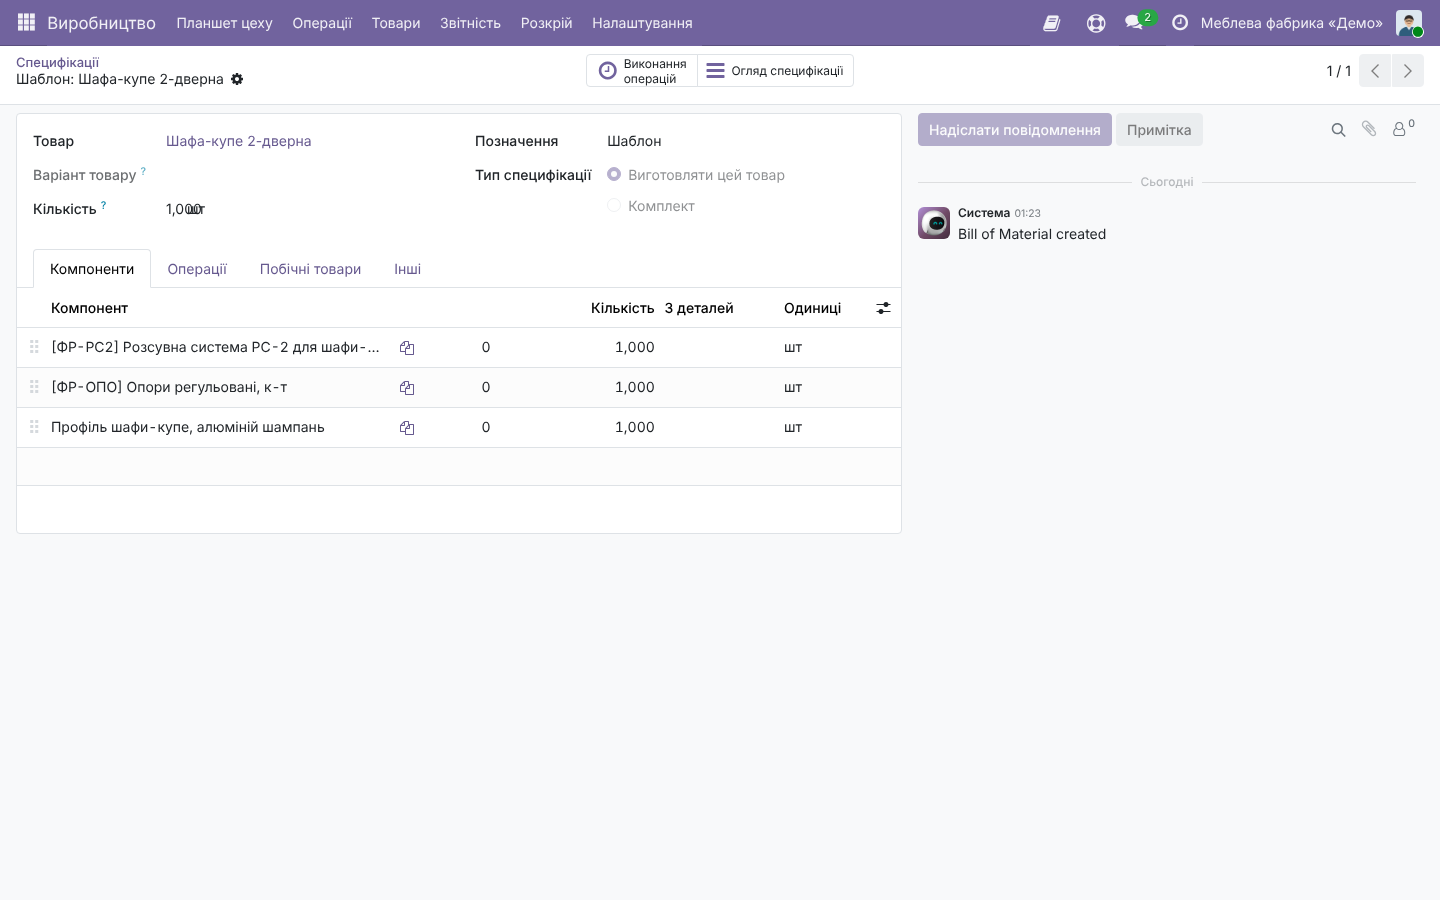 Виробництво
Планшет цеху
Операції
Товари
Звітність
Розкрій
Налаштування
2
Меблева фабрика «Демо»
Специфікації
Шаблон: Шафа-купе 2-дверна
Виконання
операцій
Огляд специфікації
1 / 1
Товар
Шафа-купе 2-дверна
Позначення
Шаблон
Варіант товару ?
Тип специфікації
Виготовляти цей товар
Комплект
Кількість ?
1,000 шт
Компоненти
Операції
Побічні товари
Інші
Компонент
Кількість
З деталей
Одиниці
[ФР-РС2] Розсувна система РС-2 для шафи-...
0
1,000
шт
[ФР-ОПО] Опори регульовані, к-т
0
1,000
шт
Профіль шафи-купе, алюміній шампань
0
1,000
шт
Надіслати повідомлення
Примітка
0
Сьогодні
Система 01:23
Bill of Material created